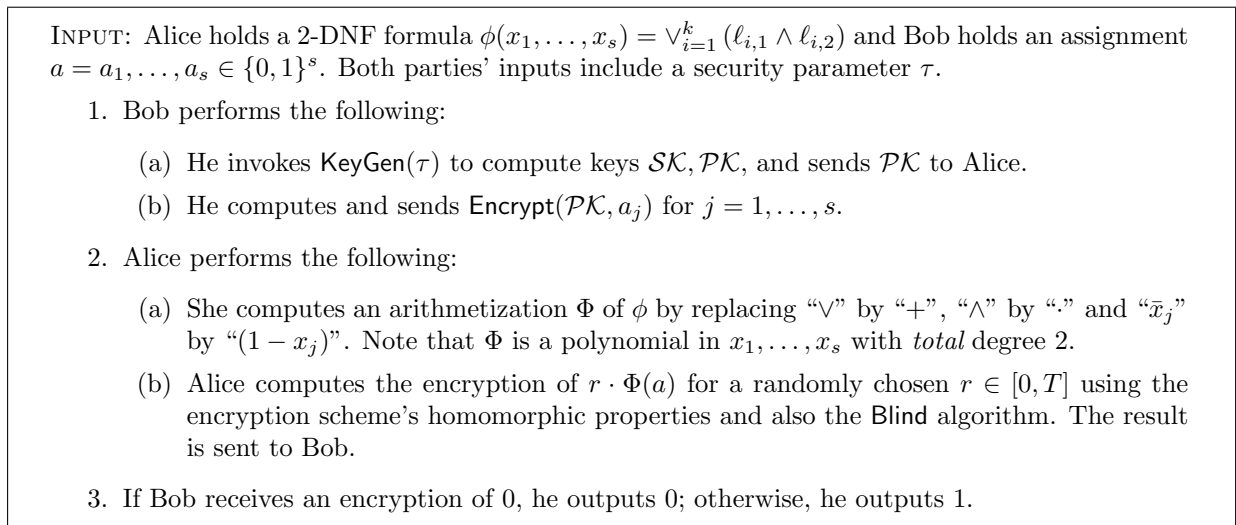 INPUT: Alice holds a 2-DNF formula ϕ(x₁, . . . , xₛ) = ∨ᵏᵢ₌₁ (ℓᵢ,₁ ∧ ℓᵢ,₂) and Bob holds an assignment
a = a₁, . . . , aₛ ∈ {0, 1}ˢ. Both parties' inputs include a security parameter τ.
1. Bob performs the following:
(a) He invokes KeyGen(τ) to compute keys SK, PK, and sends PK to Alice.
(b) He computes and sends Encrypt(PK, aⱼ) for j = 1, . . . , s.
2. Alice performs the following:
(a) She computes an arithmetization Φ of ϕ by replacing “∨” by “+”, “∧” by “·” and “x̄ⱼ”
by “(1 − xⱼ)”. Note that Φ is a polynomial in x₁, . . . , xₛ with total degree 2.
(b) Alice computes the encryption of r · Φ(a) for a randomly chosen r ∈ [0, T] using the
encryption scheme's homomorphic properties and also the Blind algorithm. The result
is sent to Bob.
3. If Bob receives an encryption of 0, he outputs 0; otherwise, he outputs 1.